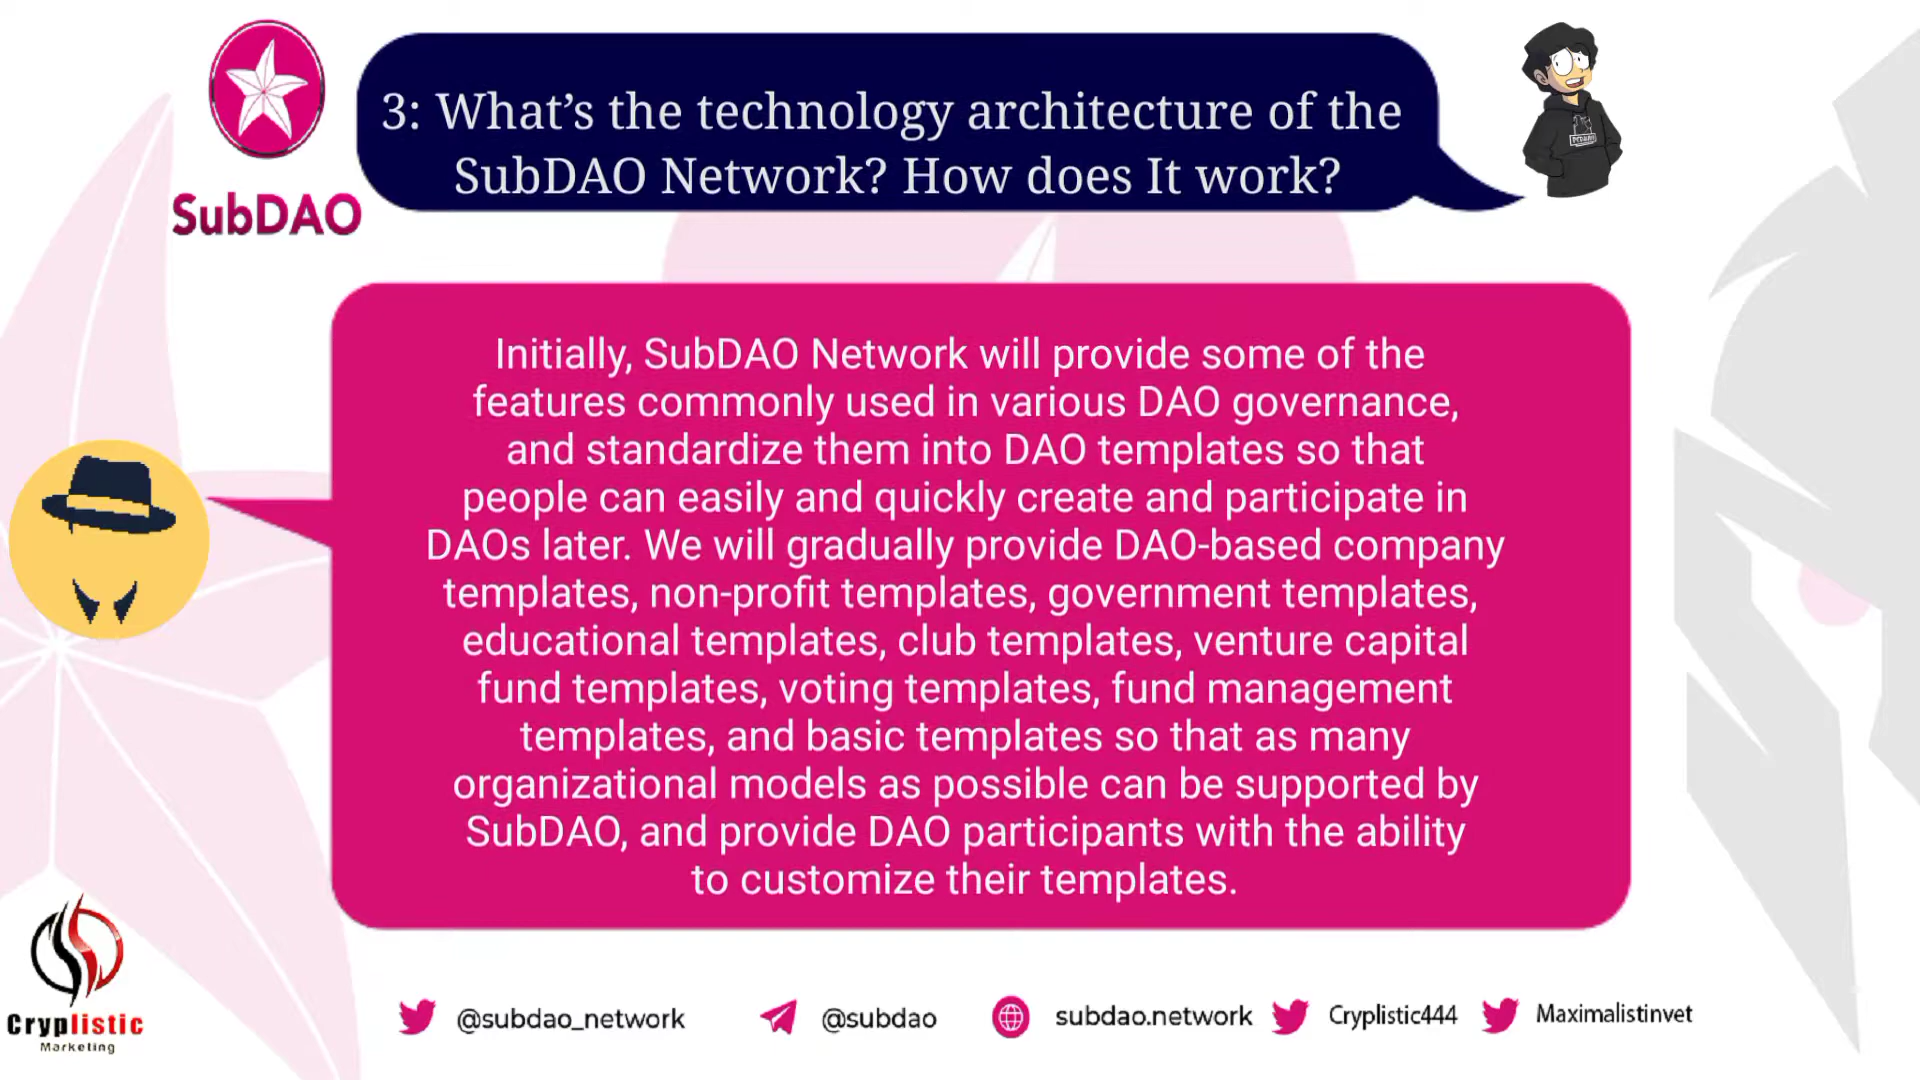 SubDAO
3: What's the technology architecture of the
SubDAO Network? How does It work?
Initially, SubDAO Network will provide some of the
features commonly used in various DAO governance,
and standardize them into DAO templates so that
people can easily and quickly create and participate in
DAOs later. We will gradually provide DAO-based company
templates, non-profit templates, government templates,
educational templates, club templates, venture capital
fund templates, voting templates, fund management
templates, and basic templates so that as many
organizational models as possible can be supported by
SubDAO, and provide DAO participants with the ability
to customize their templates.
Cryplistic
Marketing
@subdao_network
@subdao
subdao.network
Cryplistic444
Maximalistinvet